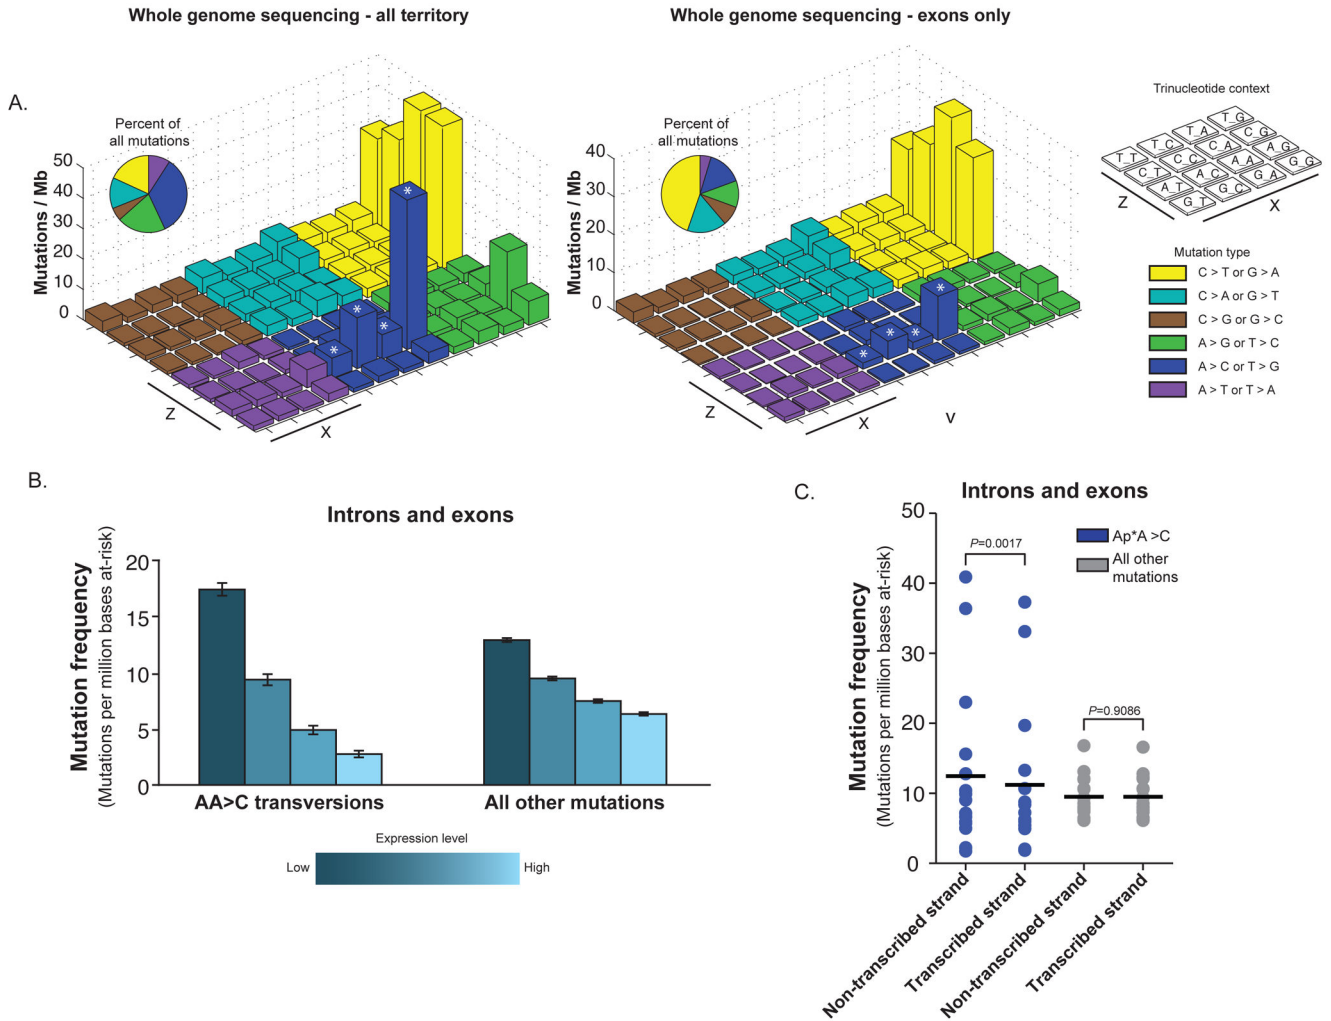 Whole genome sequencing - all territory
Whole genome sequencing - exons only
A.
Percent of
all mutations
50
40
30
20
10
0
Mutations / Mb
*
*
*
*
Z
X
Percent of
all mutations
40
30
20
10
0
Mutations / Mb
*
*
*
*
Z
X
v
Trinucleotide context
T_G
T_A C_G
T_C C_A A_G
T_T C_C A_A G_G
C_T A_C G_A
A_T G_C
G_T
Z
X
Mutation type
C > T or G > A
C > A or G > T
C > G or G > C
A > G or T > C
A > C or T > G
A > T or T > A
B.
Introns and exons
Mutation frequency
(Mutations per million bases at-risk)
20
15
10
5
0
AA>C transversions
All other mutations
Expression level
Low
High
C.
Introns and exons
Mutation frequency
(Mutations per million bases at-risk)
50
40
30
20
10
0
P=0.0017
P=0.9086
Ap*A >C
All other
mutations
Non-transcribed strand
Transcribed strand
Non-transcribed strand
Transcribed strand